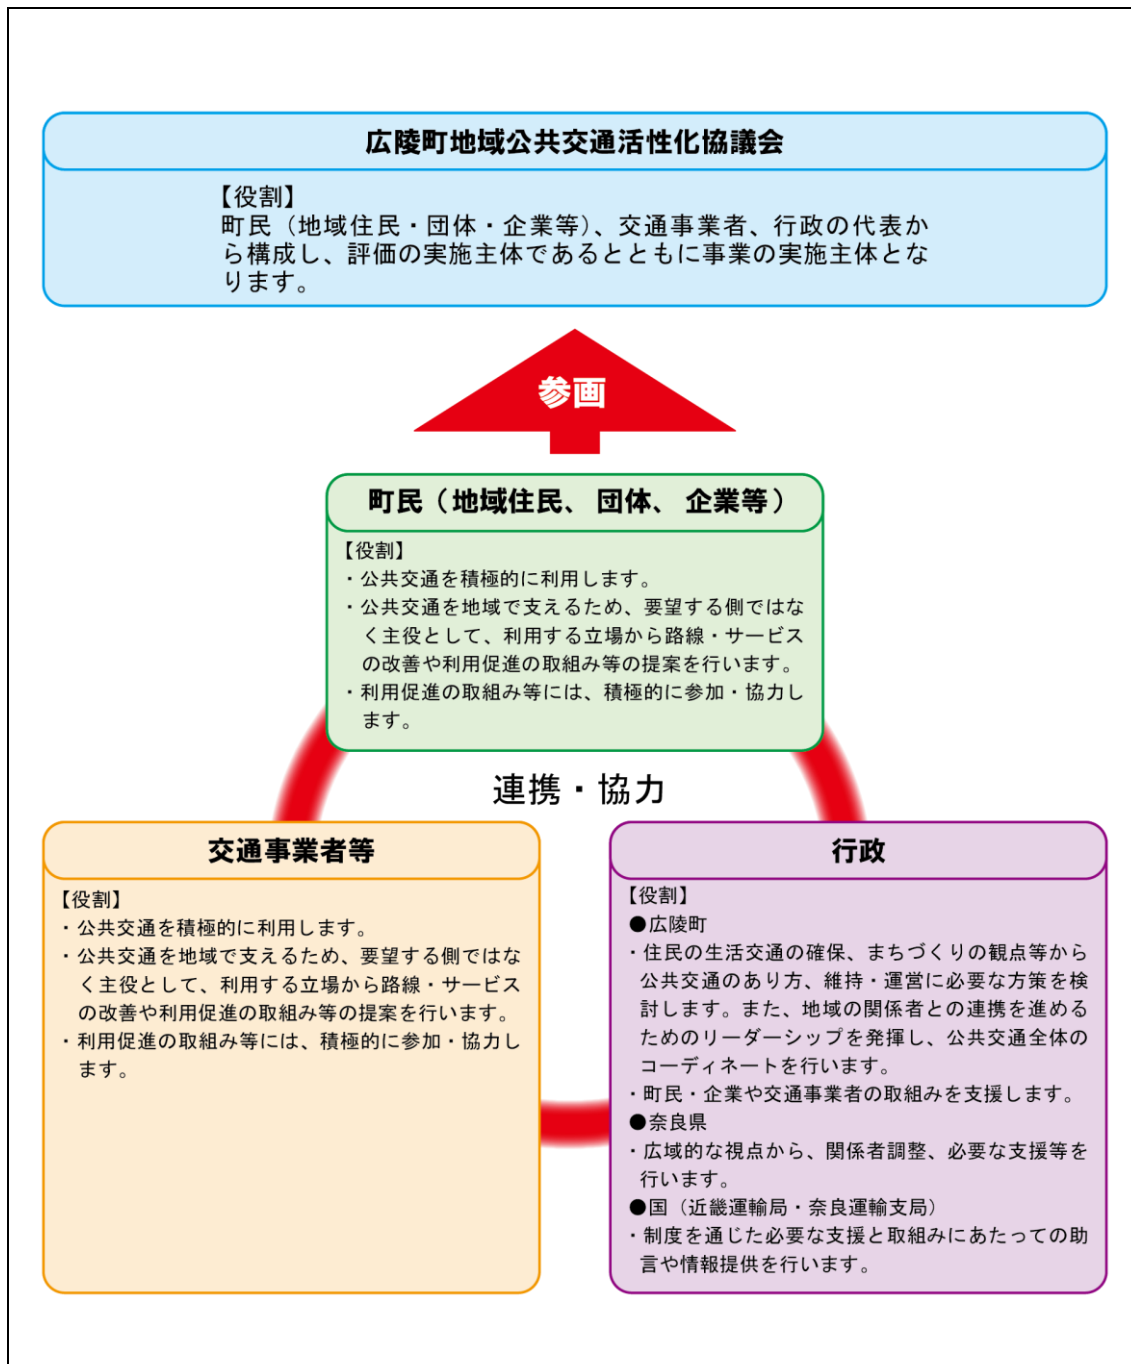 広陵町地域公共交通活性化協議会
【役割】
町民（地域住民・団体・企業等）、交通事業者、行政の代表か
ら構成し、評価の実施主体であるとともに事業の実施主体とな
ります。
参画
町民（地域住民、団体、企業等）
【役割】
・公共交通を積極的に利用します。
・公共交通を地域で支えるため、要望する側ではな
く主役として、利用する立場から路線・サービス
の改善や利用促進の取組み等の提案を行います。
・利用促進の取組み等には、積極的に参加・協力し
ます。
連携・協力
交通事業者等
【役割】
・公共交通を積極的に利用します。
・公共交通を地域で支えるため、要望する側ではな
く主役として、利用する立場から路線・サービス
の改善や利用促進の取組み等の提案を行います。
・利用促進の取組み等には、積極的に参加・協力し
ます。
行政
【役割】
●広陵町
・住民の生活交通の確保、まちづくりの観点等から
公共交通のあり方、維持・運営に必要な方策を検
討します。また、地域の関係者との連携を進める
ためのリーダーシップを発揮し、公共交通全体の
コーディネートを行います。
・町民・企業や交通事業者の取組みを支援します。
●奈良県
・広域的な視点から、関係者調整、必要な支援等を
行います。
●国（近畿運輸局・奈良運輸支局）
・制度を通じた必要な支援と取組みにあたっての助
言や情報提供を行います。